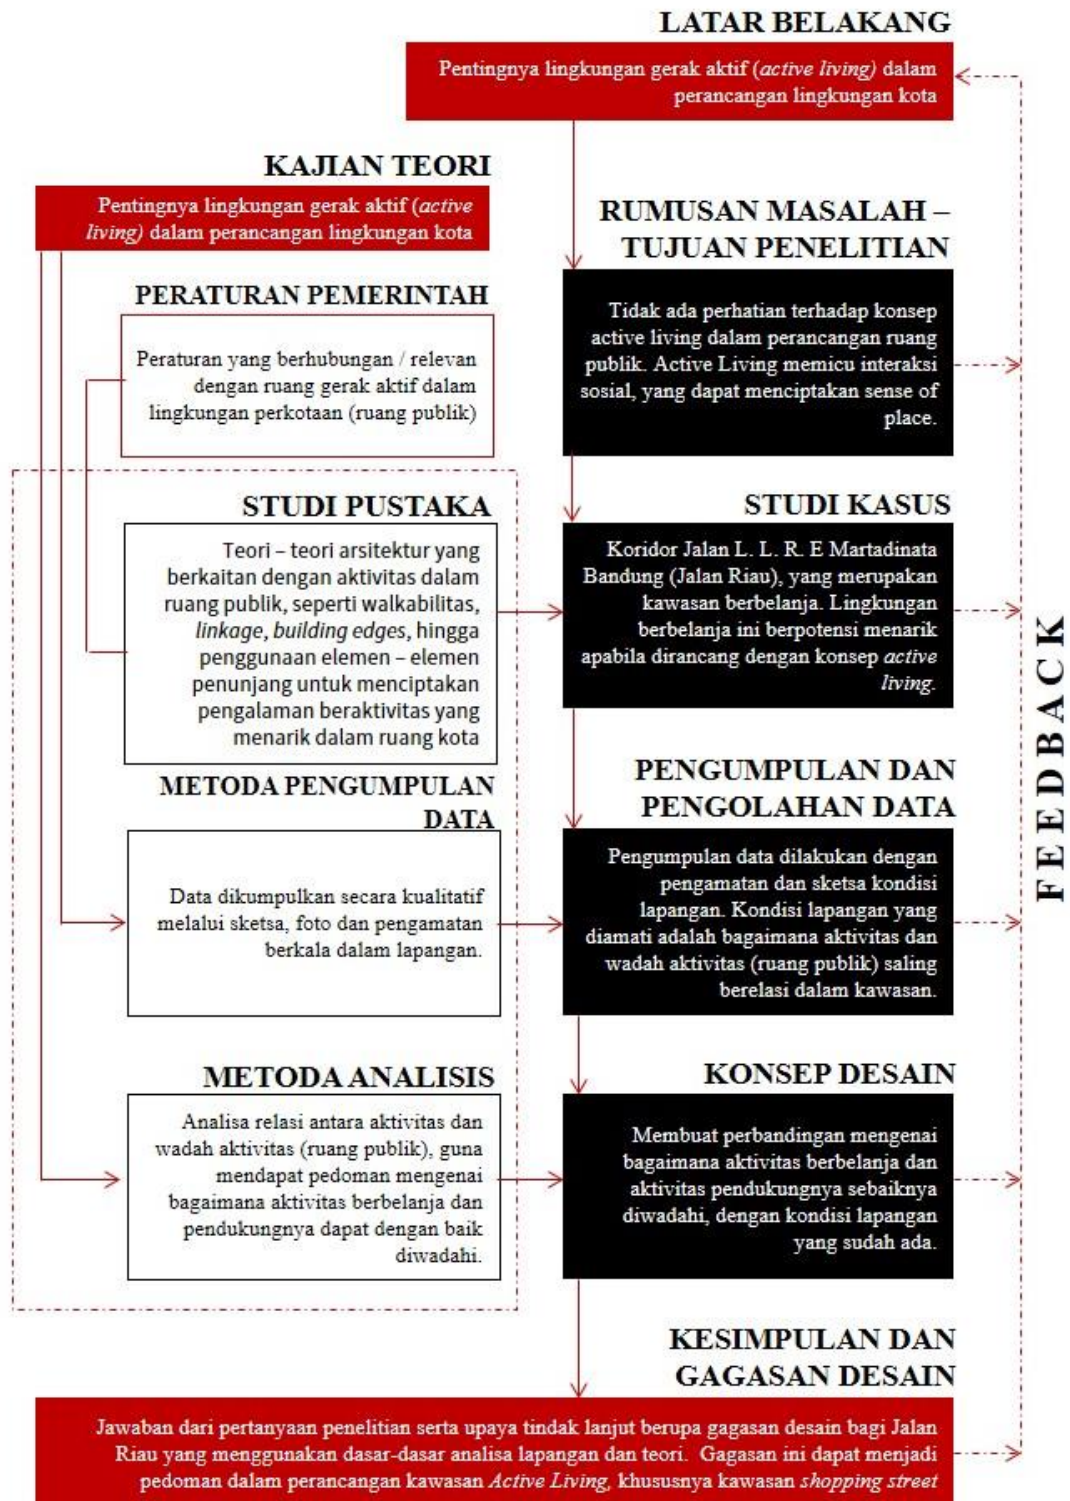 LATAR BELAKANG
Pentingnya lingkungan gerak aktif (active living) dalam
perancangan lingkungan kota
KAJIAN TEORI
Pentingnya lingkungan gerak aktif (active
living) dalam perancangan lingkungan kota
RUMUSAN MASALAH –
TUJUAN PENELITIAN
Tidak ada perhatian terhadap konsep
active living dalam perancangan ruang
publik. Active Living memicu interaksi
sosial, yang dapat menciptakan sense of
place.
PERATURAN PEMERINTAH
Peraturan yang berhubungan / relevan
dengan ruang gerak aktif dalam
lingkungan perkotaan (ruang publik)
STUDI PUSTAKA
Teori – teori arsitektur yang
berkaitan dengan aktivitas dalam
ruang publik, seperti walkabilitas,
linkage, building edges, hingga
penggunaan elemen – elemen
penunjang untuk menciptakan
pengalaman beraktivitas yang
menarik dalam ruang kota
STUDI KASUS
Koridor Jalan L. L. R. E Martadinata
Bandung (Jalan Riau), yang merupakan
kawasan berbelanja. Lingkungan
berbelanja ini berpotensi menarik
apabila dirancang dengan konsep active
living.
METODA PENGUMPULAN
DATA
Data dikumpulkan secara kualitatif
melalui sketsa, foto dan pengamatan
berkala dalam lapangan.
PENGUMPULAN DAN
PENGOLAHAN DATA
Pengumpulan data dilakukan dengan
pengamatan dan sketsa kondisi
lapangan. Kondisi lapangan yang
diamati adalah bagaimana aktivitas dan
wadah aktivitas (ruang publik) saling
berelasi dalam kawasan.
METODA ANALISIS
Analisa relasi antara aktivitas dan
wadah aktivitas (ruang publik), guna
mendapat pedoman mengenai
bagaimana aktivitas berbelanja dan
pendukungnya dapat dengan baik
diwadahi.
KONSEP DESAIN
Membuat perbandingan mengenai
bagaimana aktivitas berbelanja dan
aktivitas pendukungnya sebaiknya
diwadahi, dengan kondisi lapangan
yang sudah ada.
KESIMPULAN DAN
GAGASAN DESAIN
Jawaban dari pertanyaan penelitian serta upaya tindak lanjut berupa gagasan desain bagi Jalan
Riau yang menggunakan dasar-dasar analisa lapangan dan teori. Gagasan ini dapat menjadi
pedoman dalam perancangan kawasan Active Living, khususnya kawasan shopping street
FEEDBACK